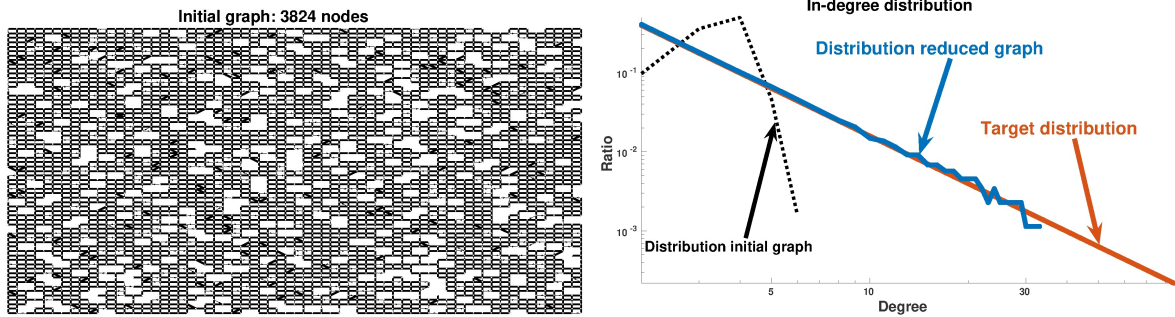 Initial graph: 3824 nodes
In-degree distribution
Distribution reduced graph
Target distribution
Distribution initial graph
Ratio
10-1
10-2
10-3
5
10
30
Degree